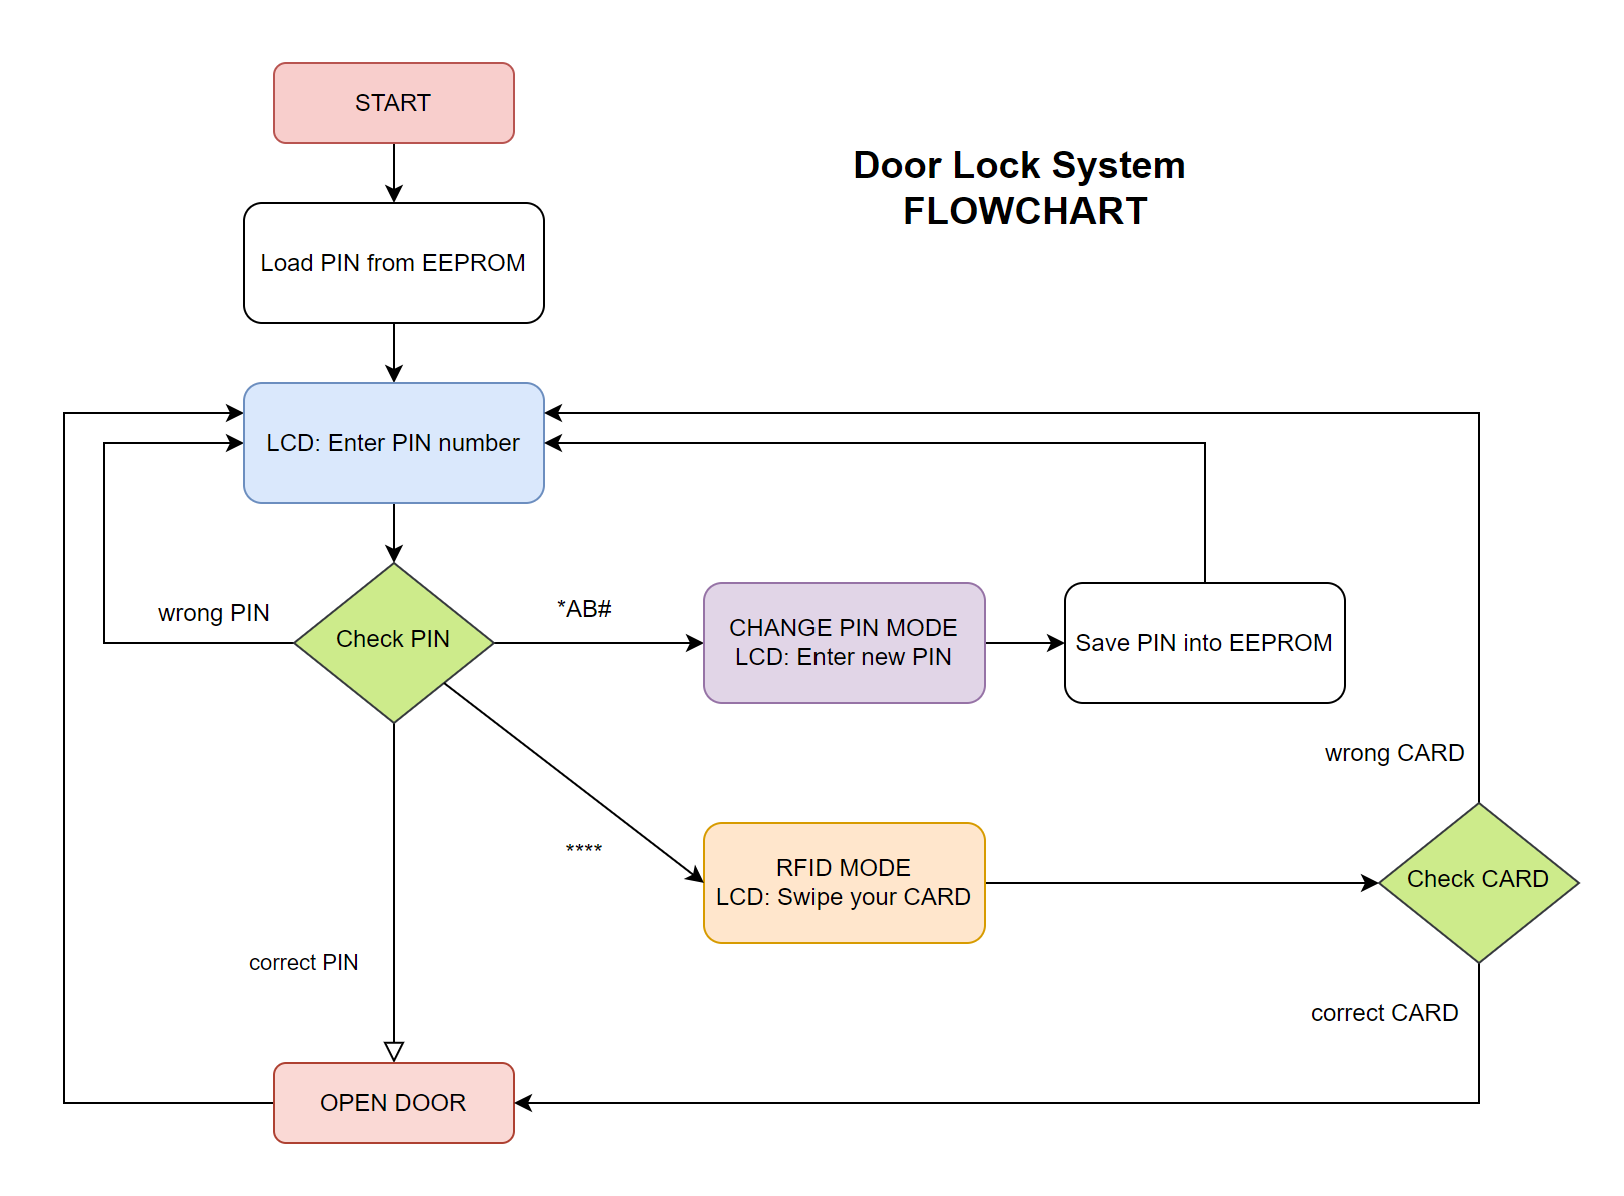 START
Door Lock System
FLOWCHART
Load PIN from EEPROM
LCD: Enter PIN number
wrong PIN
Check PIN
*AB#
CHANGE PIN MODE
LCD: Enter new PIN
Save PIN into EEPROM
wrong CARD
****
RFID MODE
LCD: Swipe your CARD
Check CARD
correct PIN
correct CARD
OPEN DOOR